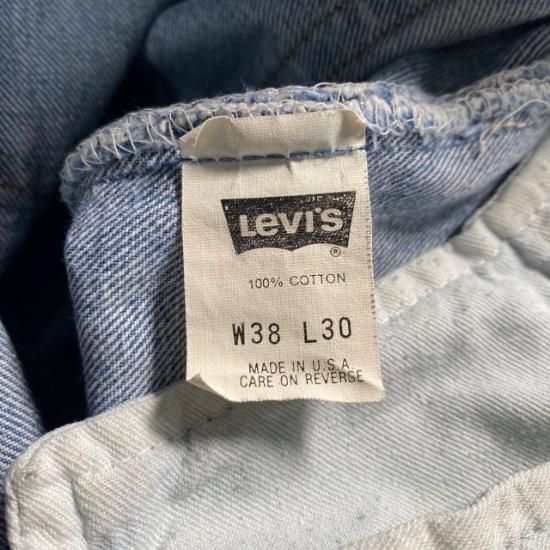 LEVI'S
®
100% COTTON
W38 L30
MADE IN U.S.A.
CARE ON REVERSE